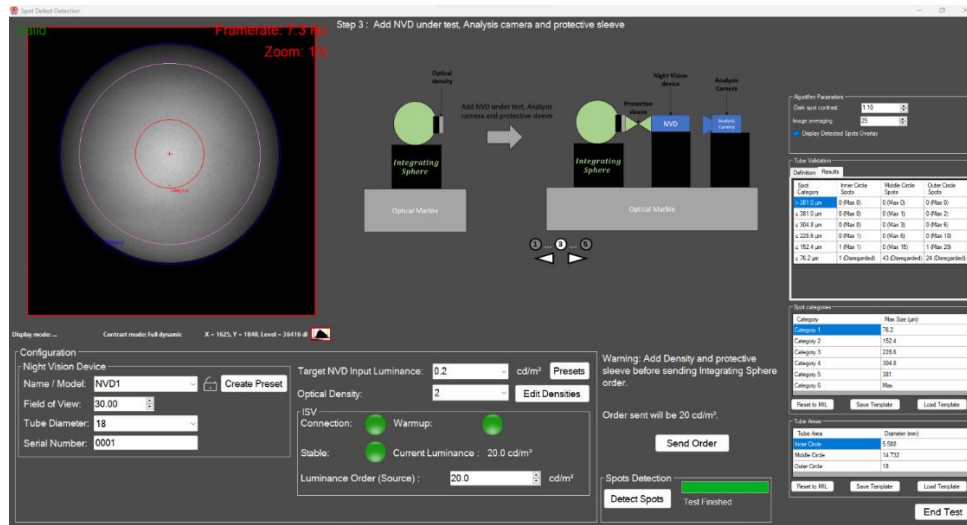 Spot Defect Detection
Valid
Framerate: 7.3 Hz
Zoom: 1/5
Step 3 : Add NVD under test, Analysis camera and protective sleeve
Optical density
Integrating Sphere
Optical Marble
Add NVD under test, Analysis camera and protective sleeve
Protective sleeve
Night Vision device
Analysis Camera
NVD
Analysis Camera
Integrating Sphere
Optical Marble
1 ... 3 ... 5
Display mode: ...
Contrast mode: Full dynamic
X = 1625, Y = 1848, Level = 36416 dl
Configuration
Night Vision Device
Name / Model: NVD1
Create Preset
Field of View: 30.00
Tube Diameter: 18
Serial Number: 0001
Target NVD Input Luminance: 0.2 cd/m² Presets
Optical Density: 2 Edit Densities
ISV
Connection: Warmup:
Stable: Current Luminance : 20.0 cd/m²
Luminance Order (Source) : 20.0 cd/m²
Warning: Add Density and protective
sleeve before sending Integrating Sphere
order.
Order sent will be 20 cd/m².
Send Order
Spots Detection
Detect Spots
Test Finished
Algorithm Parameters
Dark spot contrast 1.10
Image averaging 25
Display Detected Spots Overlay
Tube Validation
Definition Results
Spot Category Inner Circle Spots Middle Circle Spots Outer Circle Spots
> 381.0 µm 0 (Max 0) 0 (Max 0) 0 (Max 0)
≤ 381.0 µm 0 (Max 0) 0 (Max 1) 0 (Max 2)
≤ 304.8 µm 0 (Max 0) 0 (Max 3) 0 (Max 6)
≤ 228.6 µm 0 (Max 1) 0 (Max 6) 0 (Max 10)
≤ 152.4 µm 1 (Max 1) 0 (Max 15) 1 (Max 20)
≤ 76.2 µm 1 (Disregarded) 43 (Disregarded) 24 (Disregarded)
Spot categories
Category Max Size (µm)
Category 1 76.2
Category 2 152.4
Category 3 228.6
Category 4 304.8
Category 5 381
Category 6 Max
Reset to MIL Save Template Load Template
Tube Areas
Tube Area Diameter (mm)
Inner Circle 5.588
Middle Circle 14.732
Outer Circle 18
Reset to MIL Save Template Load Template
End Test